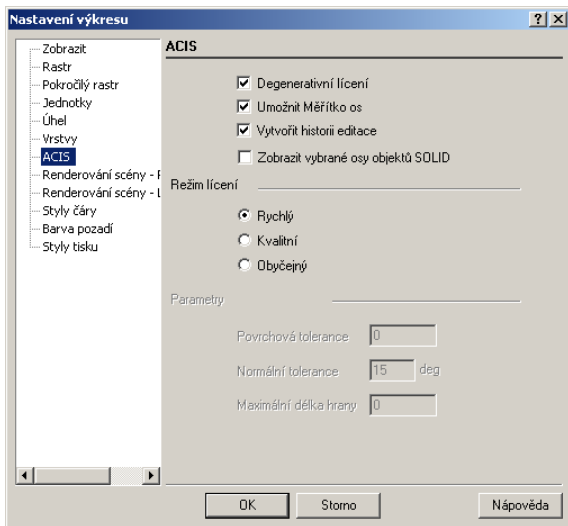 Nastavení výkresu
Zobrazit
Rastr
Pokročilý rastr
Jednotky
Úhel
Vrstvy
ACIS
Renderování scény -
Renderování scény -
Styly čáry
Barva pozadí
Styly tisku
ACIS
Degenerativní lícení
Umožnit Měřítko os
Vytvořit historii editace
Zobrazit vybrané osy objektů SOLID
Režim lícení
Rychlý
Kvalitní
Obyčejný
Parametry
Povrchová tolerance 0
Normální tolerance 15 deg
Maximální délka hrany 0
OK Storno Nápověda